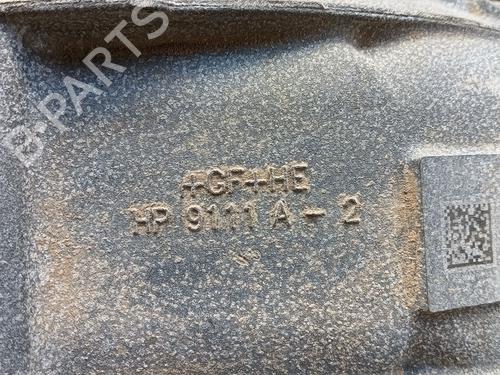 B-PARTS
+GF+HE
HP 9111 A - 2